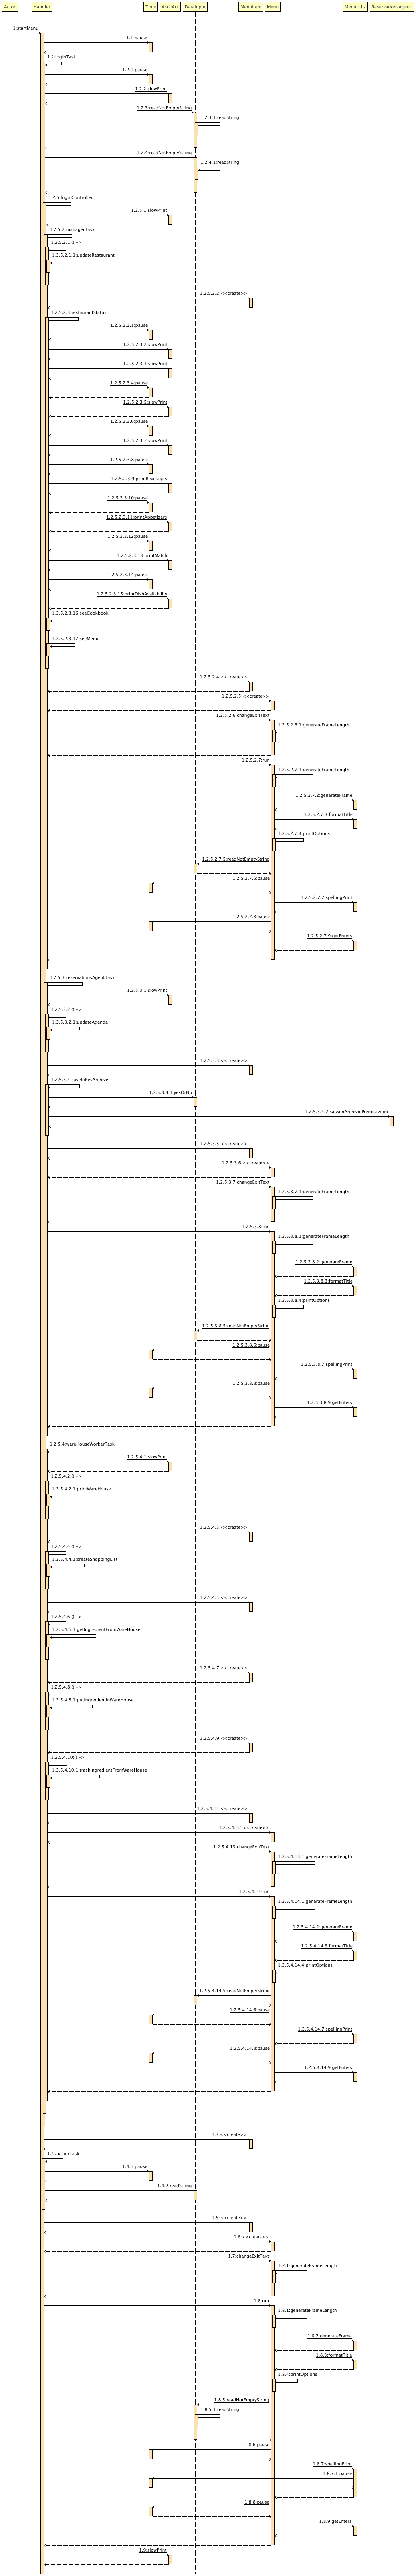 Actor
Handler
Time
AsciiArt
DataInput
MenuItem
Menu
MenuUtils
ReservationsAgent
1:startMenu
1.1:pause
1.2:loginTask
1.2.1:pause
1.2.2:slowPrint
1.2.3:readNotEmptyString
1.2.3.1:readString
1.2.4:readNotEmptyString
1.2.4.1:readString
1.2.5:loginController
1.2.5.1:slowPrint
1.2.5.2:managerTask
1.2.5.2.1:() ->
1.2.5.2.1.1:updateRestaurant
1.2.5.2.2:<<create>>
1.2.5.2.3:restaurantStatus
1.2.5.2.3.1:pause
1.2.5.2.3.2:slowPrint
1.2.5.2.3.3:slowPrint
1.2.5.2.3.4:pause
1.2.5.2.3.5:slowPrint
1.2.5.2.3.6:pause
1.2.5.2.3.7:slowPrint
1.2.5.2.3.8:pause
1.2.5.2.3.9:printBeverages
1.2.5.2.3.10:pause
1.2.5.2.3.11:printAppetizers
1.2.5.2.3.12:pause
1.2.5.2.3.13:printMatch
1.2.5.2.3.14:pause
1.2.5.2.3.15:printDishAvailability
1.2.5.2.3.16:seeCookbook
1.2.5.2.3.17:seeMenu
1.2.5.2.4:<<create>>
1.2.5.2.5:<<create>>
1.2.5.2.6:changeExitText
1.2.5.2.6.1:generateFrameLength
1.2.5.2.7:run
1.2.5.2.7.1:generateFrameLength
1.2.5.2.7.2:generateFrame
1.2.5.2.7.3:formatTitle
1.2.5.2.7.4:printOptions
1.2.5.2.7.5:readNotEmptyString
1.2.5.2.7.6:pause
1.2.5.2.7.7:spellingPrint
1.2.5.2.7.8:pause
1.2.5.2.7.9:getEnters
1.2.5.3:reservationsAgentTask
1.2.5.3.1:slowPrint
1.2.5.3.2:() ->
1.2.5.3.2.1:updateAgenda
1.2.5.3.3:<<create>>
1.2.5.3.4:saveInResArchive
1.2.5.3.4.1:yesOrNo
1.2.5.3.4.2:salvaInArchivioPrenotazioni
1.2.5.3.5:<<create>>
1.2.5.3.6:<<create>>
1.2.5.3.7:changeExitText
1.2.5.3.7.1:generateFrameLength
1.2.5.3.8:run
1.2.5.3.8.1:generateFrameLength
1.2.5.3.8.2:generateFrame
1.2.5.3.8.3:formatTitle
1.2.5.3.8.4:printOptions
1.2.5.3.8.5:readNotEmptyString
1.2.5.3.8.6:pause
1.2.5.3.8.7:spellingPrint
1.2.5.3.8.8:pause
1.2.5.3.8.9:getEnters
1.2.5.4:wareHouseWorkerTask
1.2.5.4.1:slowPrint
1.2.5.4.2:() ->
1.2.5.4.2.1:printWareHouse
1.2.5.4.3:<<create>>
1.2.5.4.4:() ->
1.2.5.4.4.1:createShoppingList
1.2.5.4.5:<<create>>
1.2.5.4.6:() ->
1.2.5.4.6.1:getIngredientFromWareHouse
1.2.5.4.7:<<create>>
1.2.5.4.8:() ->
1.2.5.4.8.1:putIngredientInWareHouse
1.2.5.4.9:<<create>>
1.2.5.4.10:() ->
1.2.5.4.10.1:trashIngredientFromWareHouse
1.2.5.4.11:<<create>>
1.2.5.4.12:<<create>>
1.2.5.4.13:changeExitText
1.2.5.4.13.1:generateFrameLength
1.2.5.4.14:run
1.2.5.4.14.1:generateFrameLength
1.2.5.4.14.2:generateFrame
1.2.5.4.14.3:formatTitle
1.2.5.4.14.4:printOptions
1.2.5.4.14.5:readNotEmptyString
1.2.5.4.14.6:pause
1.2.5.4.14.7:spellingPrint
1.2.5.4.14.8:pause
1.2.5.4.14.9:getEnters
1.3:<<create>>
1.4:authorTask
1.4.1:pause
1.4.2:readString
1.5:<<create>>
1.6:<<create>>
1.7:changeExitText
1.7.1:generateFrameLength
1.8:run
1.8.1:generateFrameLength
1.8.2:generateFrame
1.8.3:formatTitle
1.8.4:printOptions
1.8.5:readNotEmptyString
1.8.5.1:readString
1.8.6:pause
1.8.7:spellingPrint
1.8.7.1:pause
1.8.8:pause
1.8.9:getEnters
1.9:slowPrint